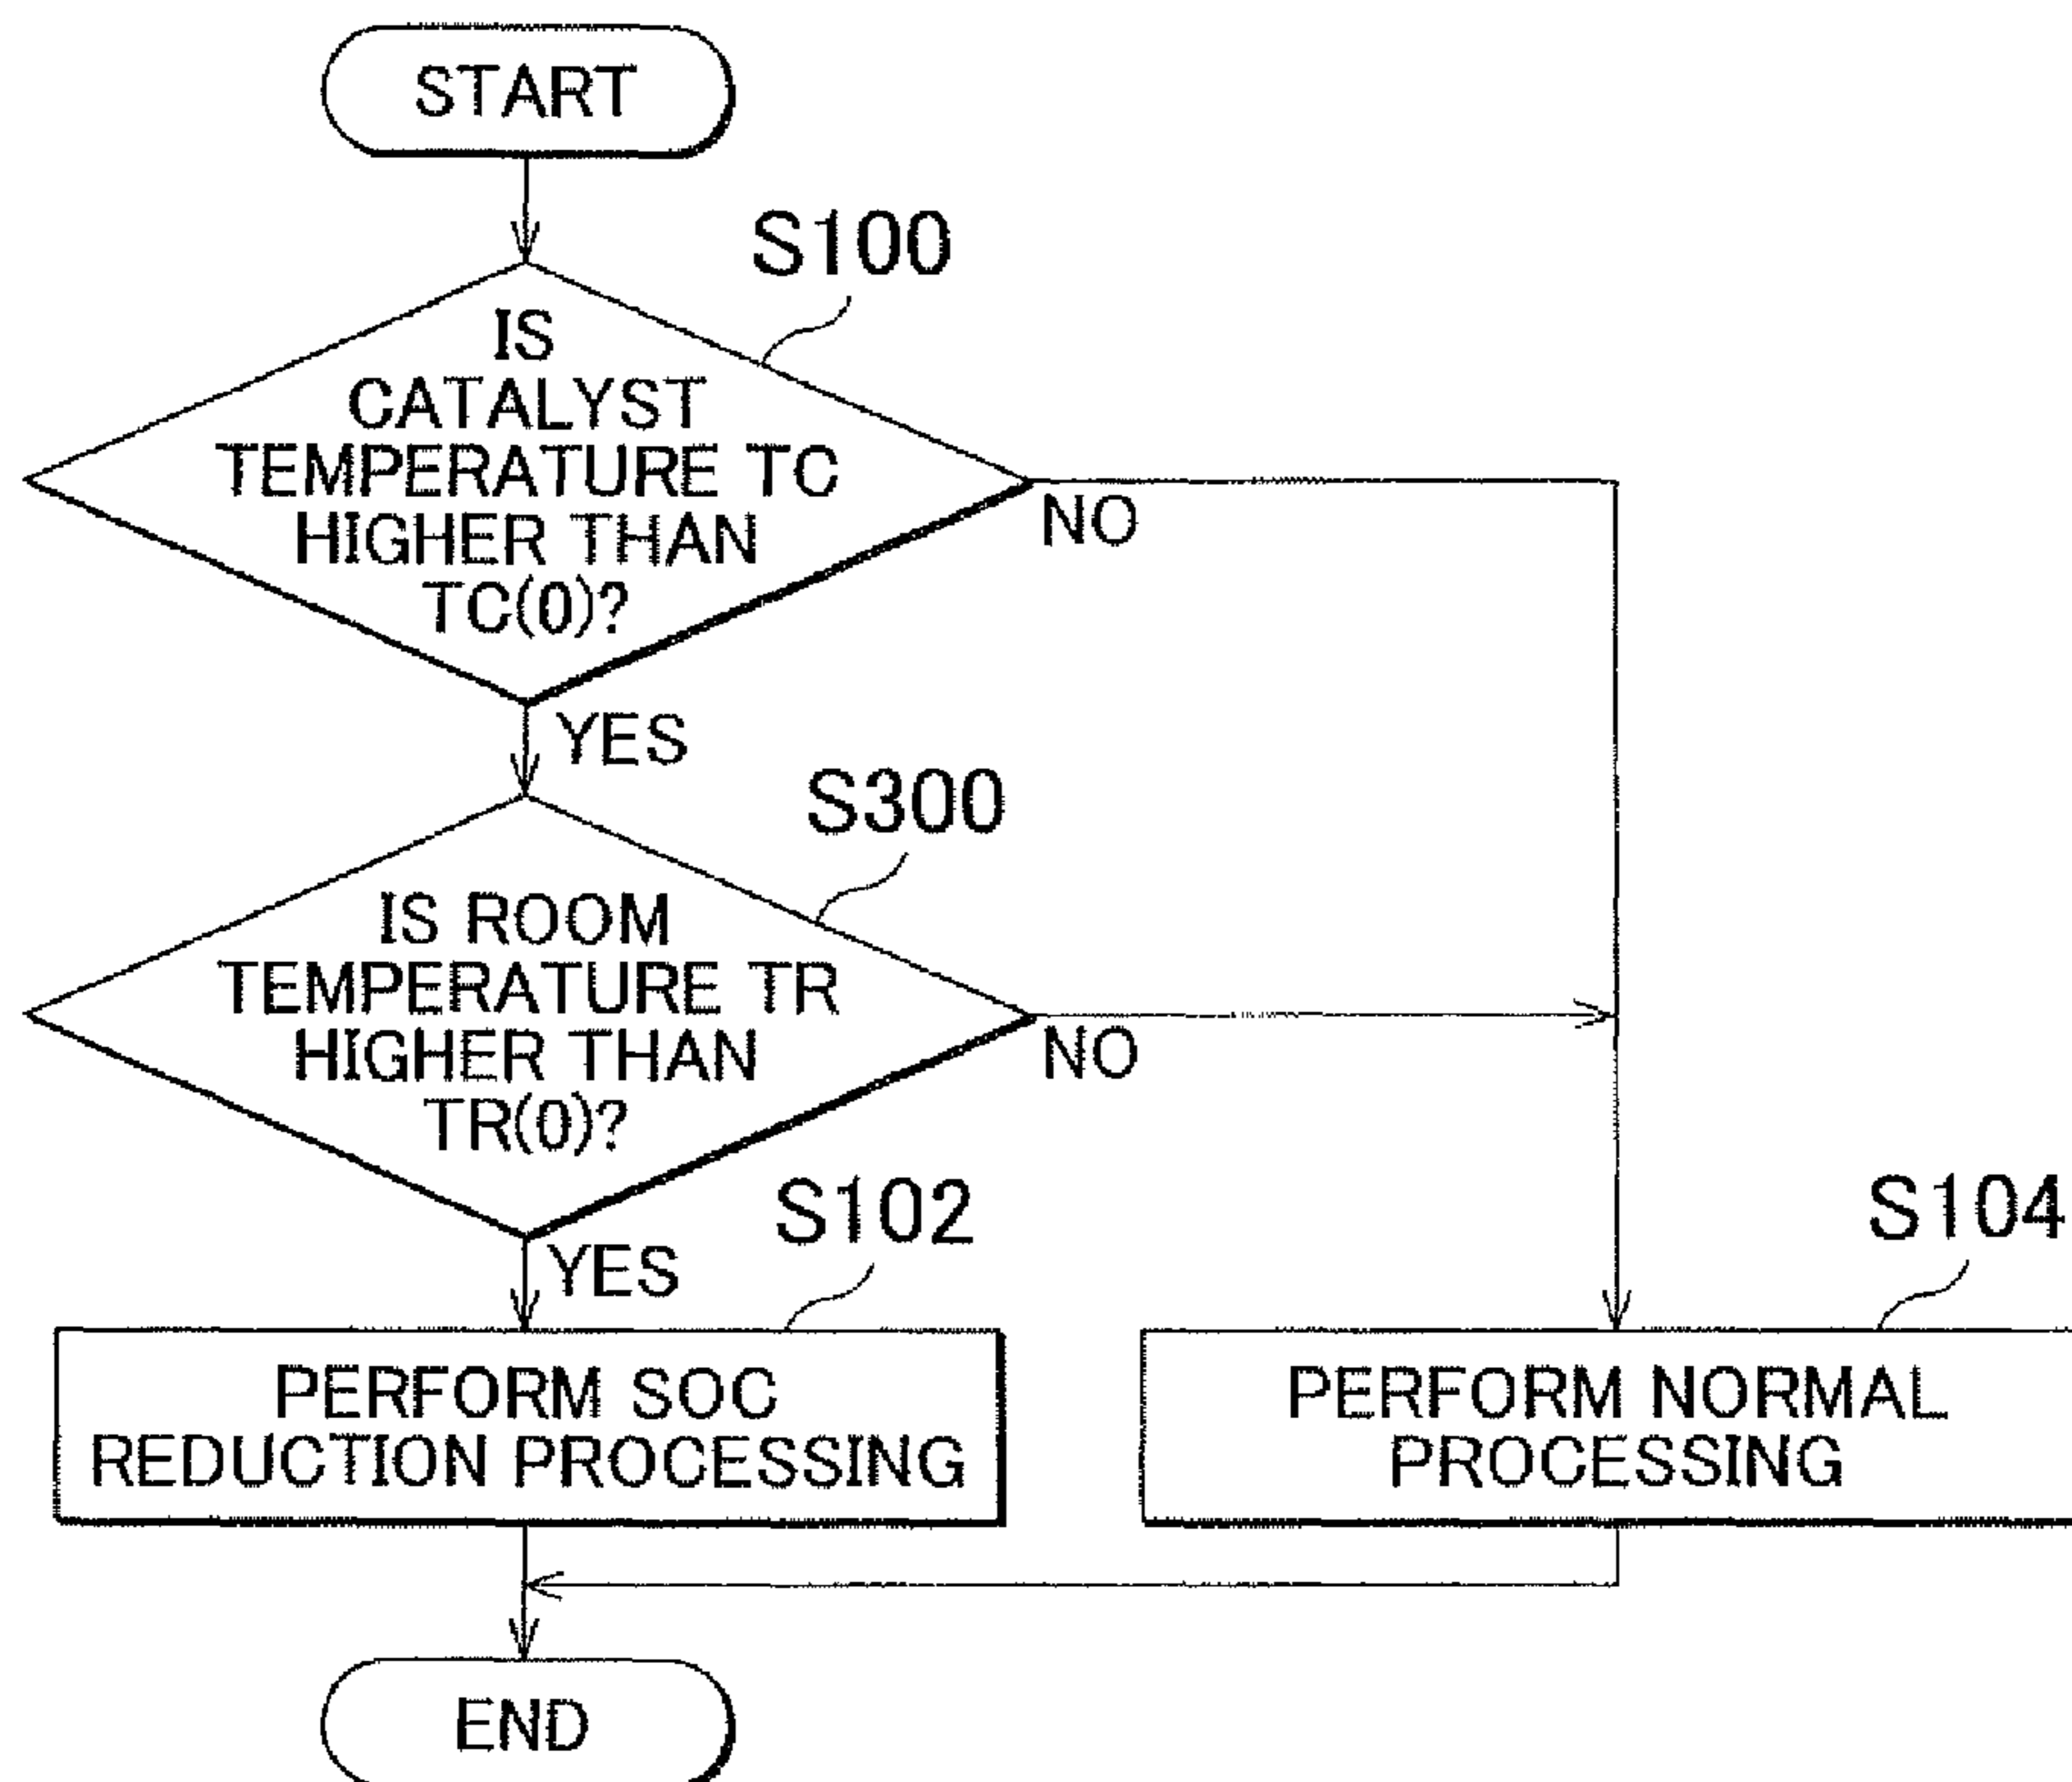 START
S100
IS
CATALYST
TEMPERATURE TC
HIGHER THAN
TC(0)?
NO
YES
S300
IS ROOM
TEMPERATURE TR
HIGHER THAN
TR(0)?
NO
YES
S102
S104
PERFORM SOC
REDUCTION PROCESSING
PERFORM NORMAL
PROCESSING
END